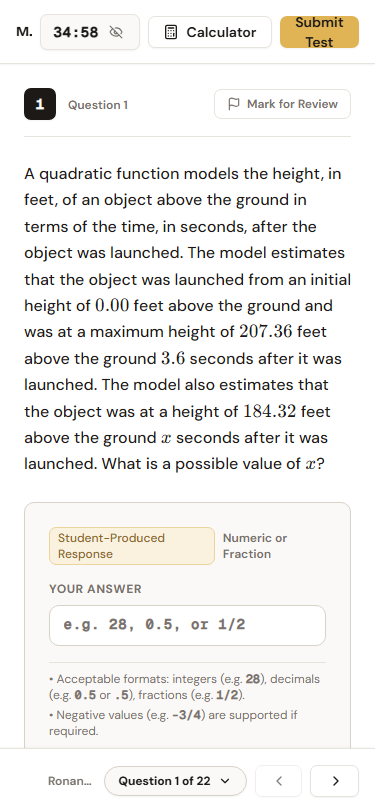 M.
34:58
Calculator
Submit
Test
1
Question 1
Mark for Review
A quadratic function models the height, in
feet, of an object above the ground in
terms of the time, in seconds, after the
object was launched. The model estimates
that the object was launched from an initial
height of 0.00 feet above the ground and
was at a maximum height of 207.36 feet
above the ground 3.6 seconds after it was
launched. The model also estimates that
the object was at a height of 184.32 feet
above the ground x seconds after it was
launched. What is a possible value of x?
Student-Produced
Response
Numeric or
Fraction
YOUR ANSWER
e.g. 28, 0.5, or 1/2
• Acceptable formats: integers (e.g. 28), decimals
(e.g. 0.5 or .5), fractions (e.g. 1/2).
• Negative values (e.g. -3/4) are supported if
required.
Ronan...
Question 1 of 22